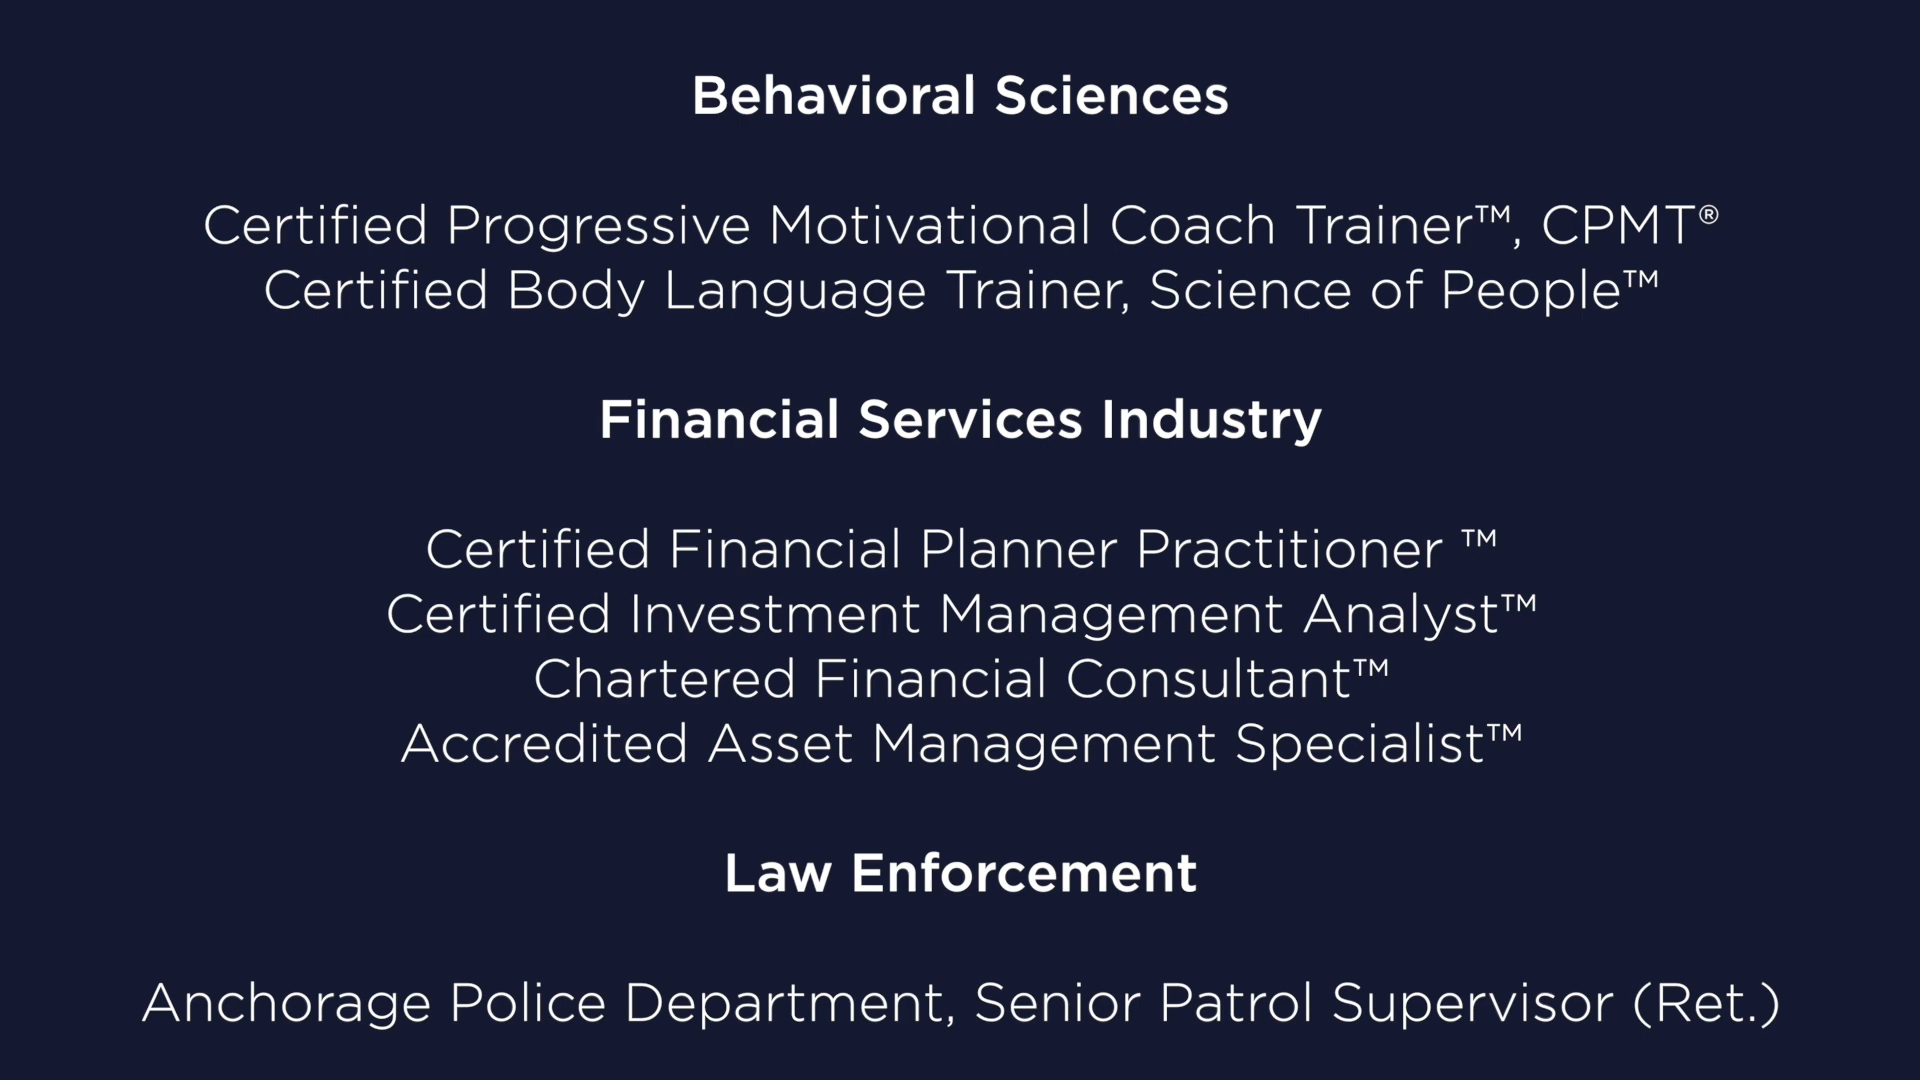 Behavioral Sciences
Certified Progressive Motivational Coach Trainer™, CPMT®
Certified Body Language Trainer, Science of People™
Financial Services Industry
Certified Financial Planner Practitioner ™
Certified Investment Management Analyst™
Chartered Financial Consultant™
Accredited Asset Management Specialist™
Law Enforcement
Anchorage Police Department, Senior Patrol Supervisor (Ret.)